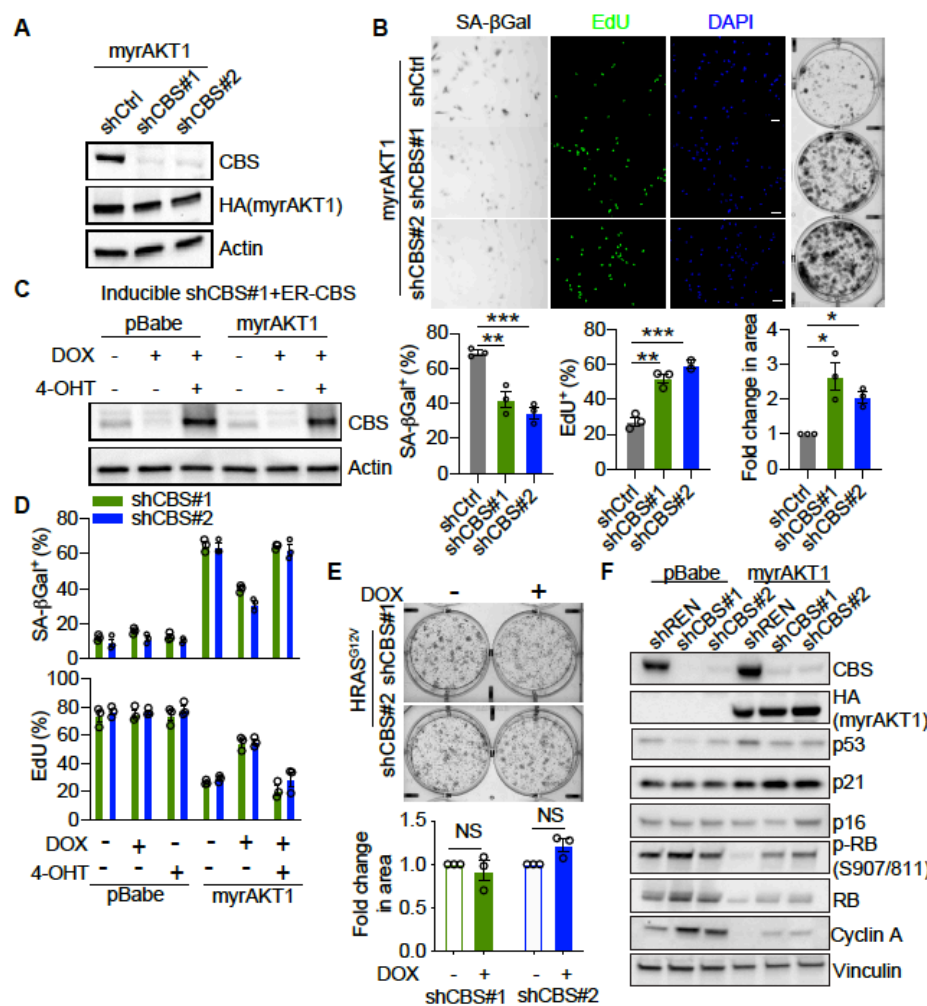 A
myrAKT1
shCtrl
shCBS#1
shCBS#2
CBS
HA(myrAKT1)
Actin
B
SA-βGal
EdU
DAPI
myrAKT1
shCtrl
shCBS#1
shCBS#2
SA-βGal⁺ (%)
80
60
40
20
0
***
**
shCtrl
shCBS#1
shCBS#2
EdU⁺ (%)
80
60
40
20
0
***
**
shCtrl
shCBS#1
shCBS#2
Fold change in area
5
4
3
2
1
0
*
*
shCtrl
shCBS#1
shCBS#2
C
Inducible shCBS#1+ER-CBS
pBabe myrAKT1
DOX - + + - + +
4-OHT - - + - - +
CBS
Actin
D
shCBS#1
shCBS#2
SA-βGal⁺ (%)
80
60
40
20
0
EdU (%)
100
80
60
40
20
0
DOX - + - - + +
4-OHT - - + - - +
pBabe myrAKT1
E
DOX - +
HRASG12V
shCBS#1
shCBS#2
Fold change
in area
1.5
1.0
0.5
0.0
NS NS
DOX - + - +
shCBS#1 shCBS#2
F
pBabe myrAKT1
shREN
shCBS#1
shCBS#2
shREN
shCBS#1
shCBS#2
CBS
HA
(myrAKT1)
p53
p21
p16
p-RB
(S907/811)
RB
Cyclin A
Vinculin